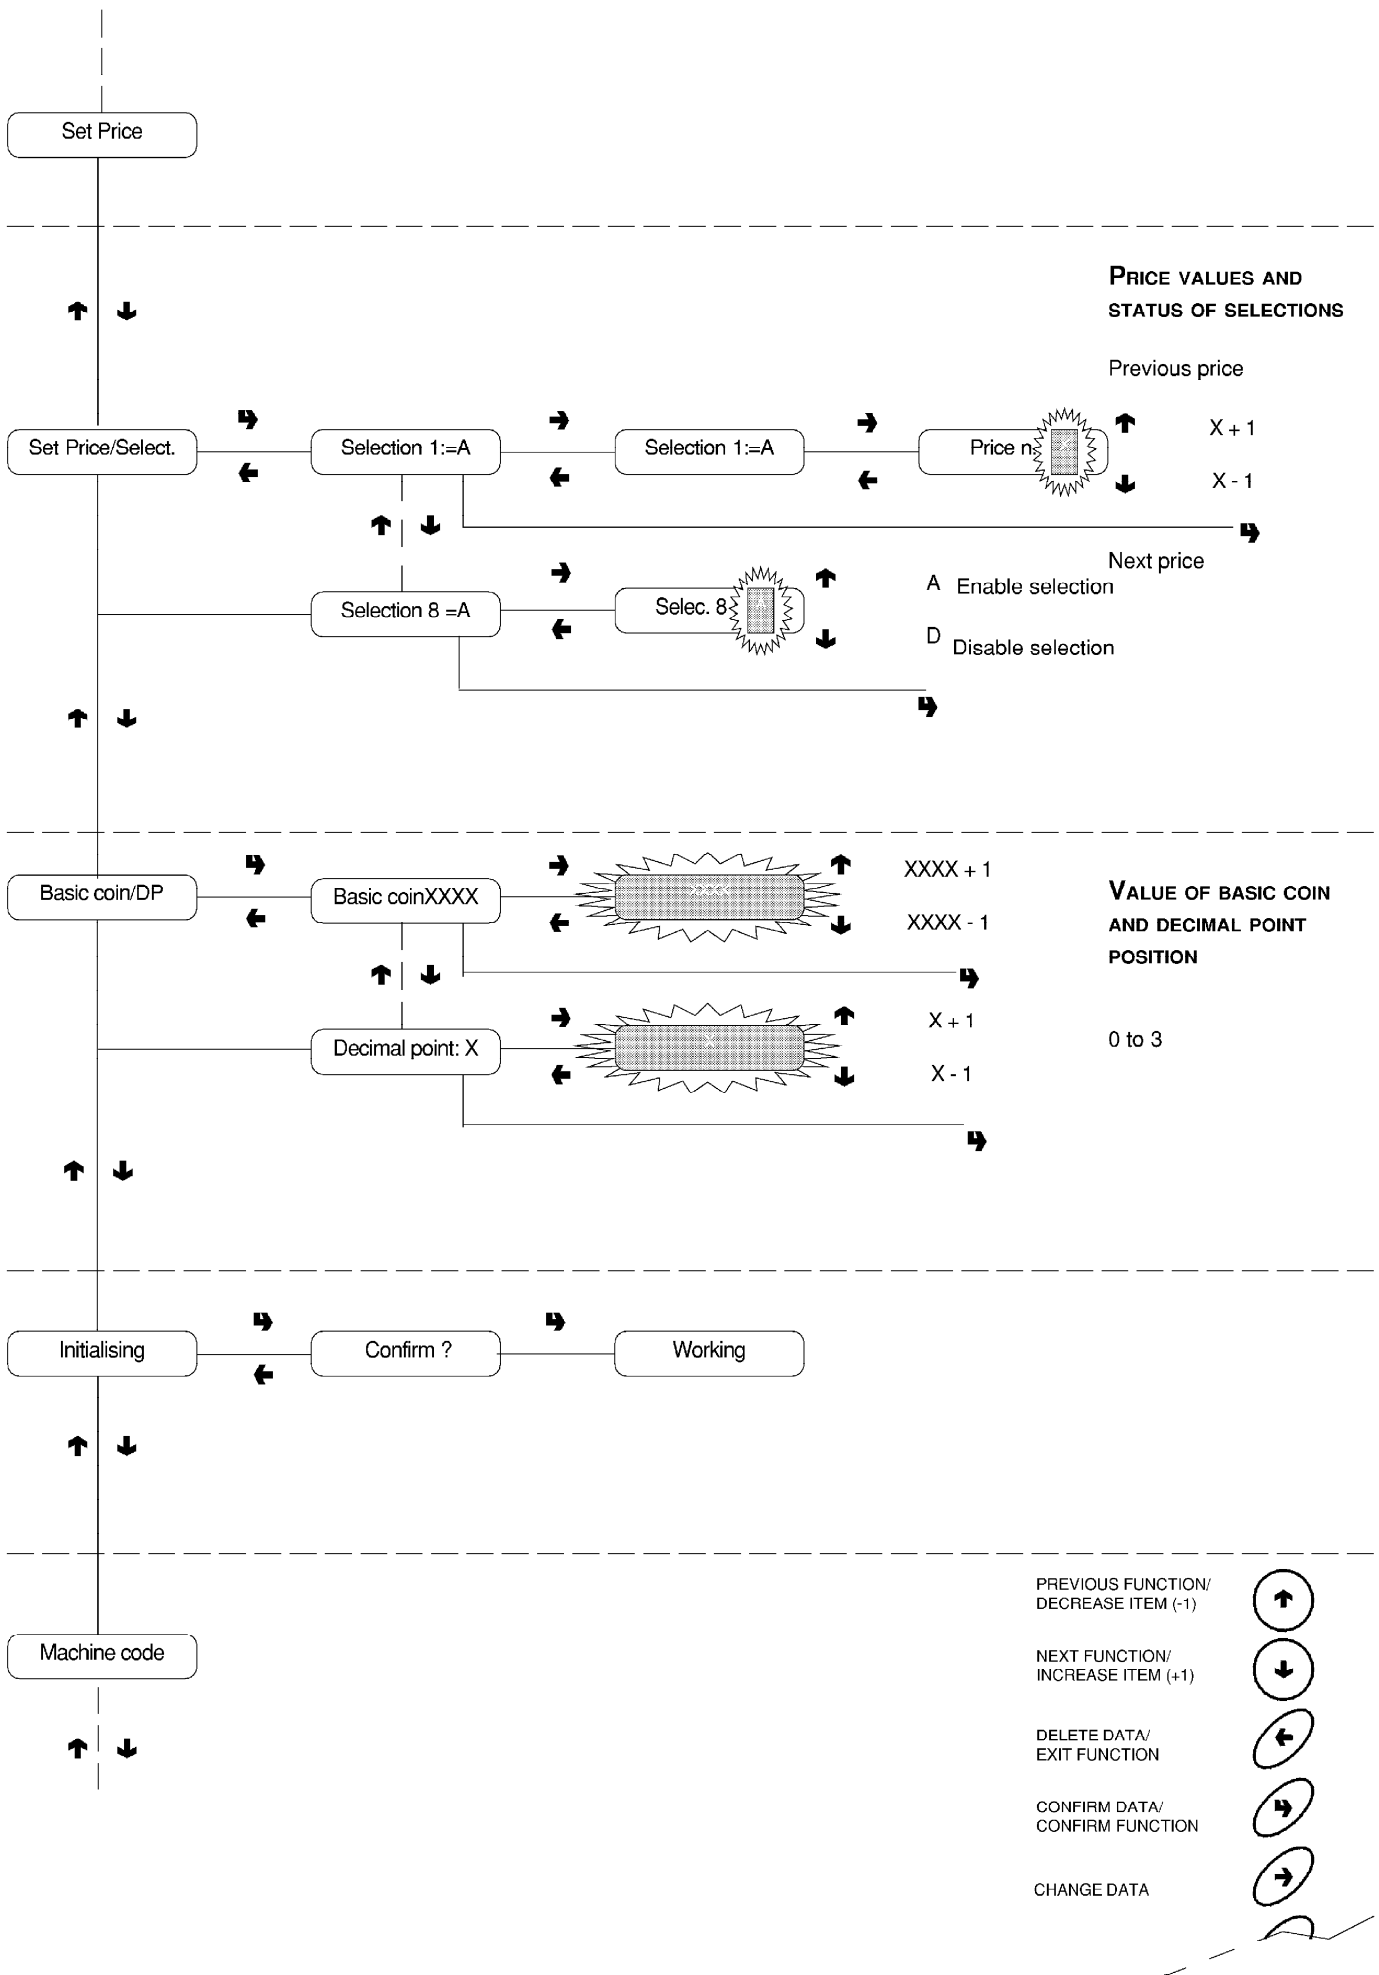 Set Price
PRICE VALUES AND
STATUS OF SELECTIONS
Previous price
Set Price/Select.
Selection 1:=A
Selection 1:=A
Price n.
X + 1
X - 1
Next price
Selection 8 =A
Selec. 8
A Enable selection
D Disable selection
Basic coin/DP
Basic coinXXXX
XXXX
XXXX + 1
XXXX - 1
VALUE OF BASIC COIN
AND DECIMAL POINT
POSITION
Decimal point: X
X
X + 1
X - 1
0 to 3
Initialising
Confirm ?
Working
Machine code
PREVIOUS FUNCTION/
DECREASE ITEM (-1)
NEXT FUNCTION/
INCREASE ITEM (+1)
DELETE DATA/
EXIT FUNCTION
CONFIRM DATA/
CONFIRM FUNCTION
CHANGE DATA